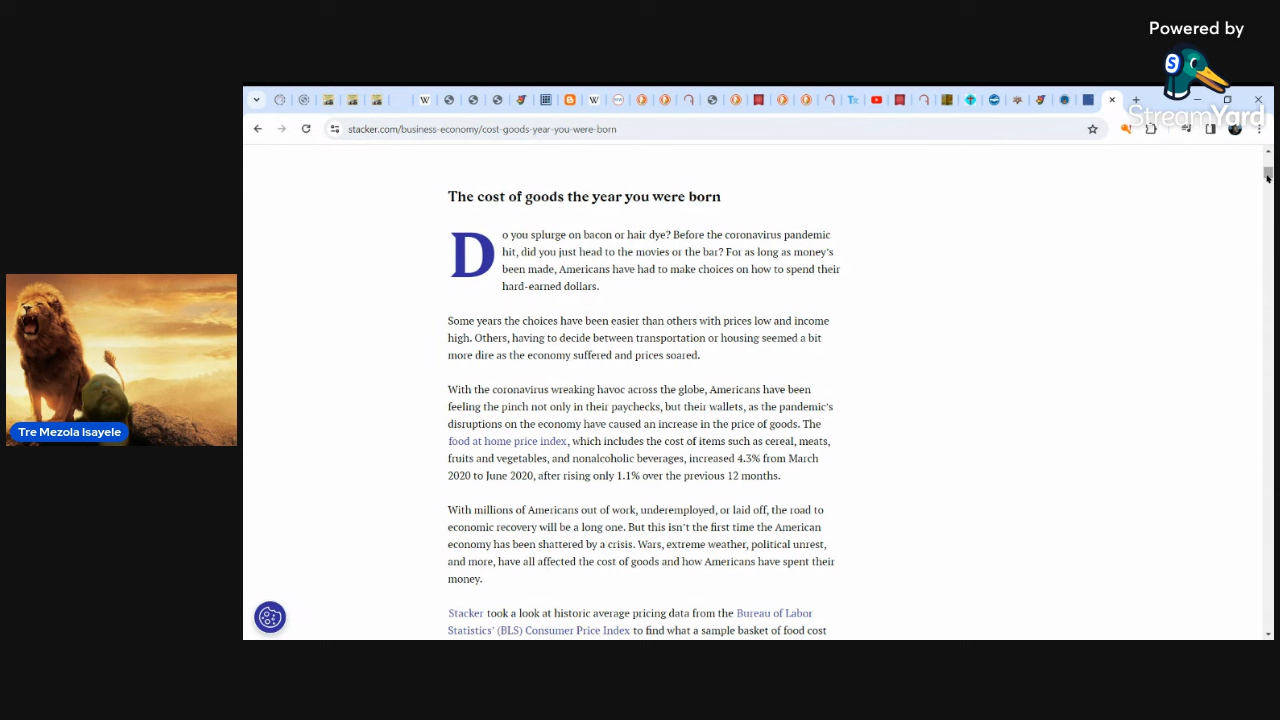 Powered by
S
StreamYard
stacker.com/business-economy/cost-goods-year-you-were-born
The cost of goods the year you were born
Do you splurge on bacon or hair dye? Before the coronavirus pandemic
hit, did you just head to the movies or the bar? For as long as money's
been made, Americans have had to make choices on how to spend their
hard-earned dollars.
Some years the choices have been easier than others with prices low and income
high. Others, having to decide between transportation or housing seemed a bit
more dire as the economy suffered and prices soared.
With the coronavirus wreaking havoc across the globe, Americans have been
feeling the pinch not only in their paychecks, but their wallets, as the pandemic's
disruptions on the economy have caused an increase in the price of goods. The
food at home price index, which includes the cost of items such as cereal, meats,
fruits and vegetables, and nonalcoholic beverages, increased 4.3% from March
2020 to June 2020, after rising only 1.1% over the previous 12 months.
With millions of Americans out of work, underemployed, or laid off, the road to
economic recovery will be a long one. But this isn't the first time the American
economy has been shattered by a crisis. Wars, extreme weather, political unrest,
and more, have all affected the cost of goods and how Americans have spent their
money.
Stacker took a look at historic average pricing data from the Bureau of Labor
Statistics' (BLS) Consumer Price Index to find what a sample basket of food cost
Tre Mezola Isayele